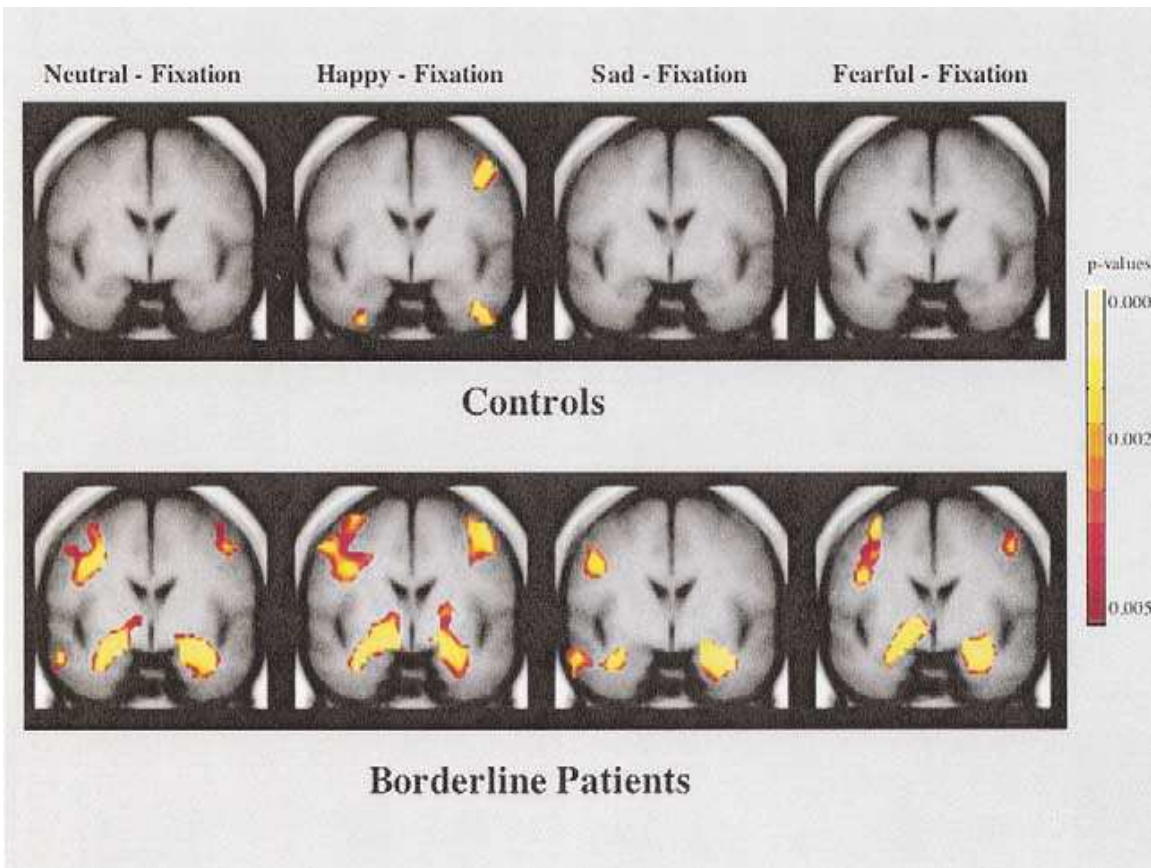 Neutral - Fixation Happy - Fixation Sad - Fixation Fearful - Fixation
p-values
0.000
0.002
0.005
Controls
Borderline Patients